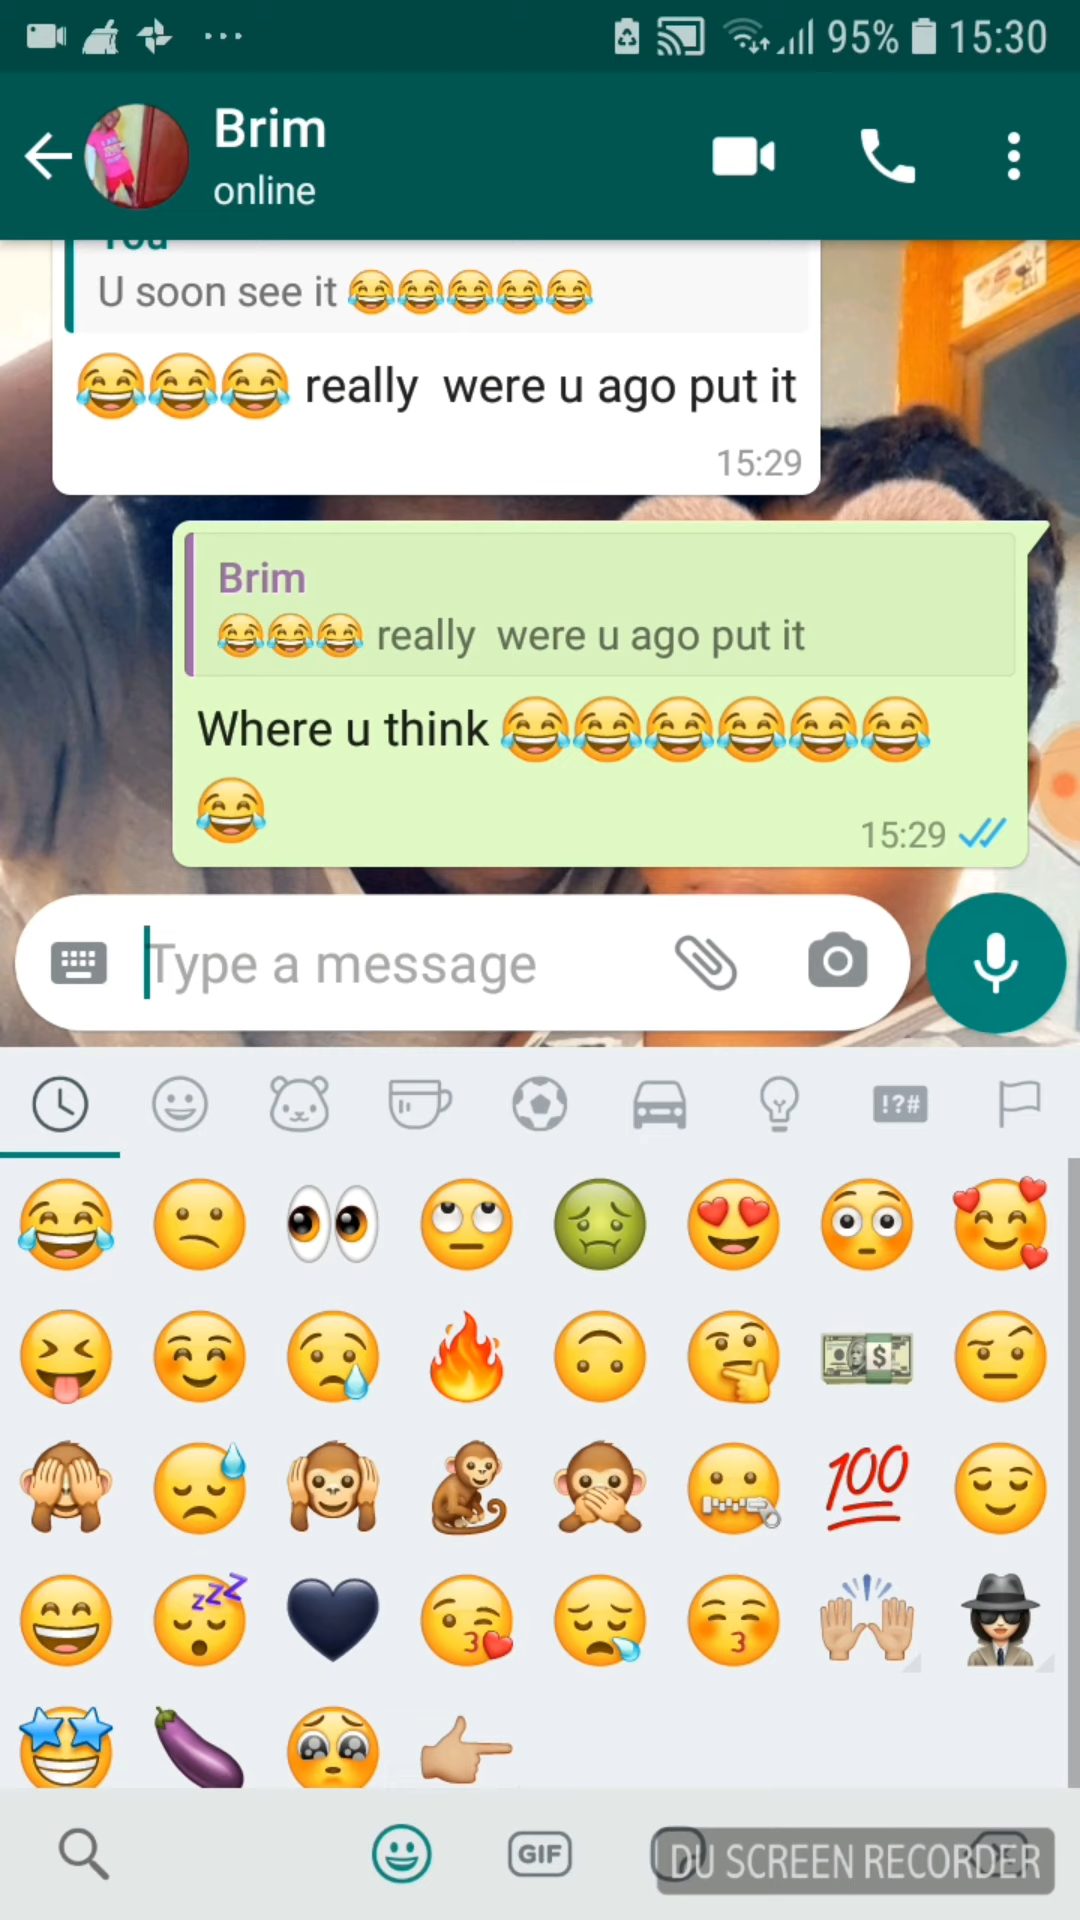 95% 15:30
Brim
online
You
U soon see it 😂😂😂😂😂
😂😂😂 really  were u ago put it
15:29
Brim
😂😂😂 really  were u ago put it
Where u think 😂😂😂😂😂😂
😂
15:29
Type a message
!?#
GIF
DU SCREEN RECORDER